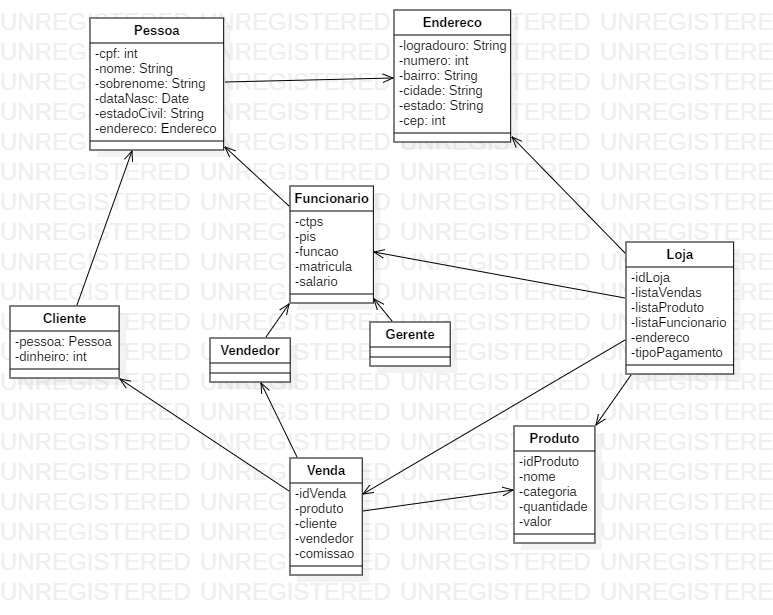 Pessoa
-cpf: int
-nome: String
-sobrenome: String
-dataNasc: Date
-estadoCivil: String
-endereco: Endereco
Endereco
-logradouro: String
-numero: int
-bairro: String
-cidade: String
-estado: String
-cep: int
Funcionario
-ctps
-pis
-funcao
-matricula
-salario
Loja
-idLoja
-listaVendas
-listaProduto
-listaFuncionario
-endereco
-tipoPagamento
Cliente
-pessoa: Pessoa
-dinheiro: int
Vendedor
Gerente
Venda
-idVenda
-produto
-cliente
-vendedor
-comissao
Produto
-idProduto
-nome
-categoria
-quantidade
-valor
UNREGISTERED